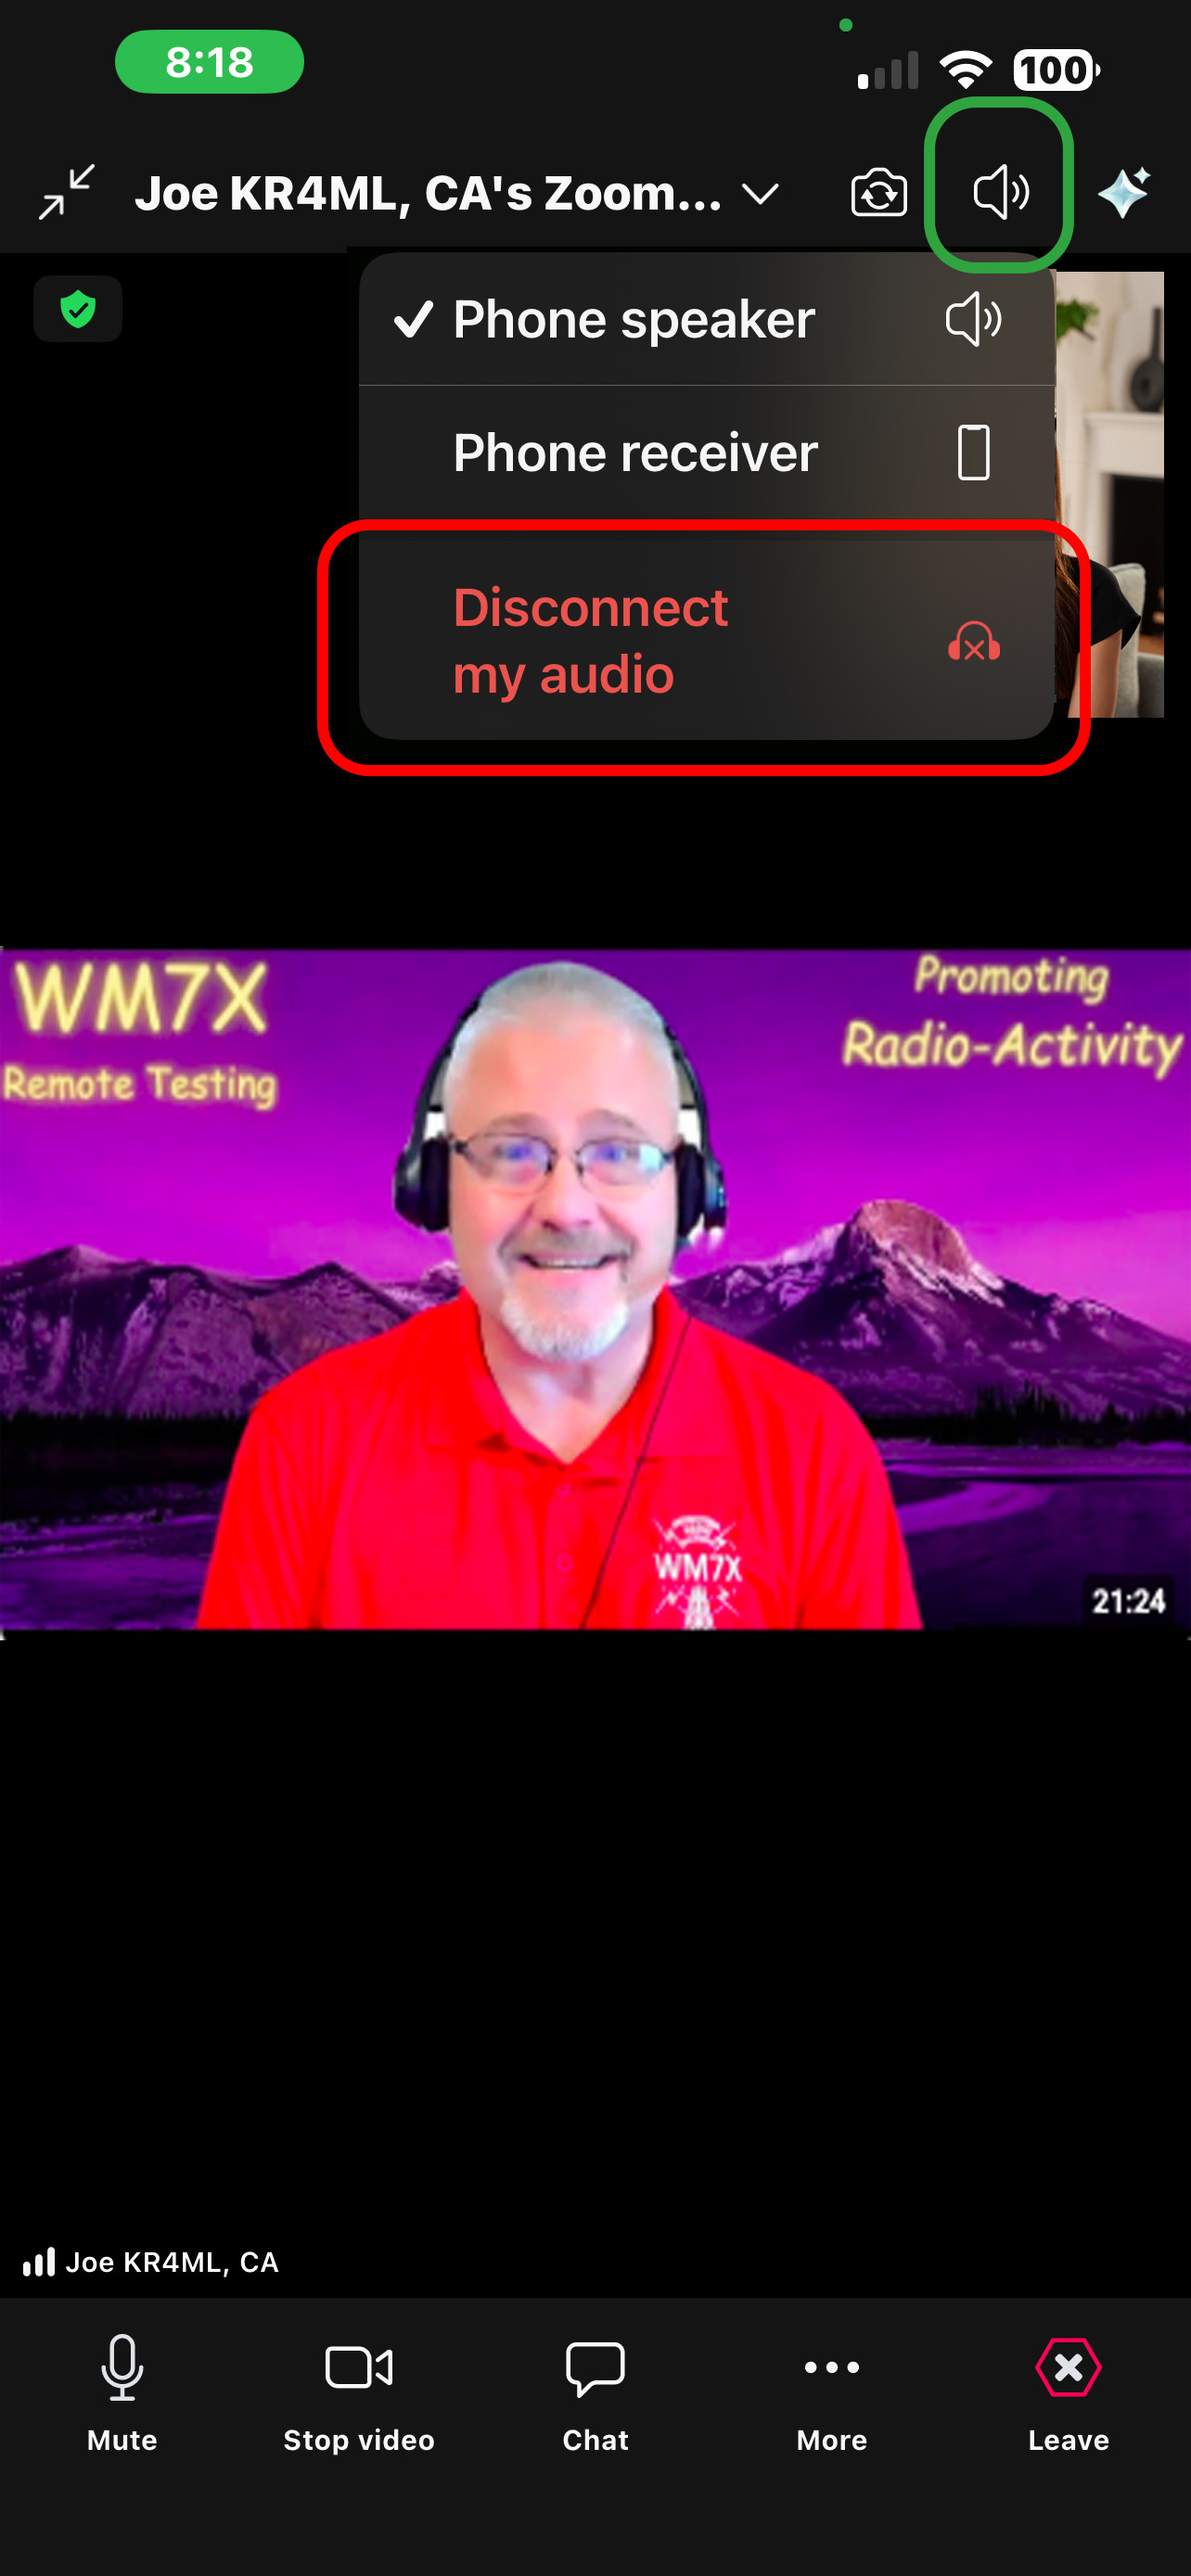 8:18
100
Joe KR4ML, CA's Zoom...
Phone speaker
Phone receiver
Disconnect
my audio
WM7X
Remote Testing
Promoting
Radio-Activity
WM7X
21:24
Joe KR4ML, CA
Mute
Stop video
Chat
More
Leave